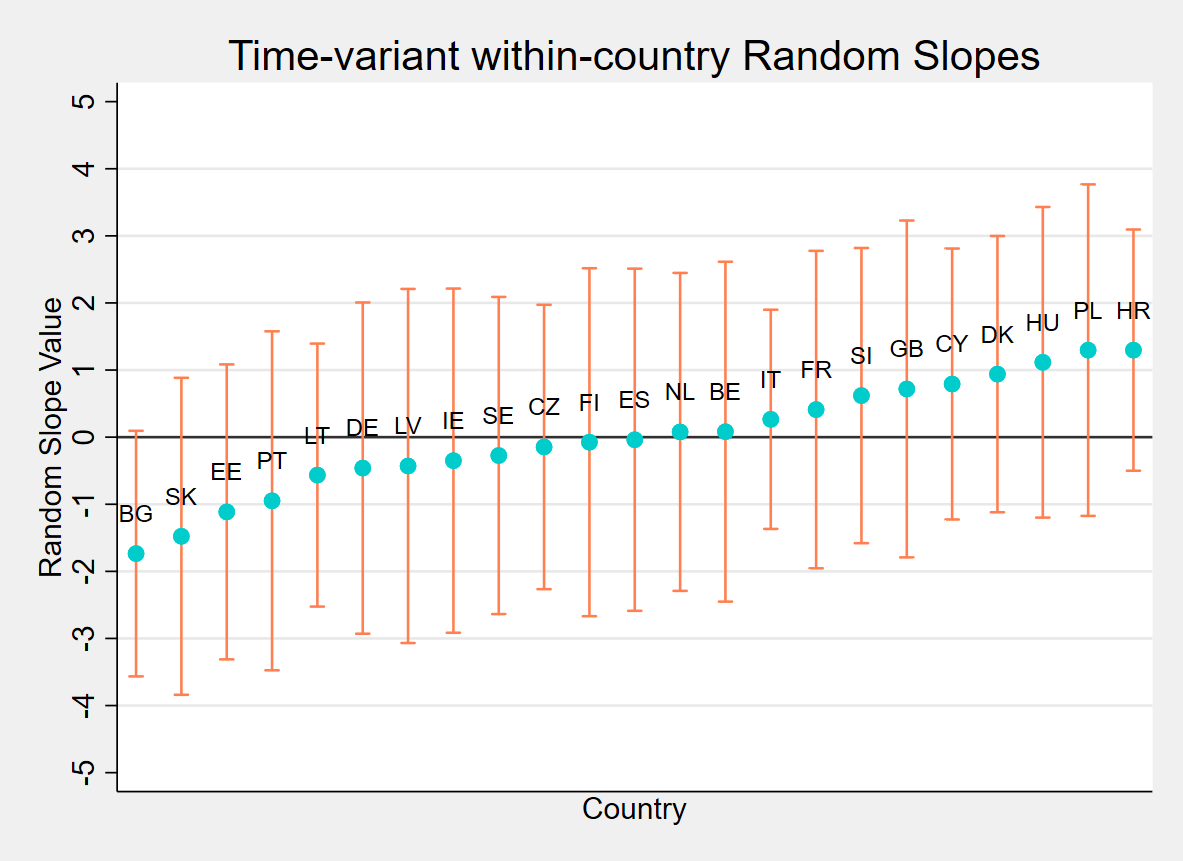 Time-variant within-country Random Slopes
Random Slope Value
5
4
3
2
1
0
-1
-2
-3
-4
-5
BG
SK
EE
PT
LT
DE
LV
IE
SE
CZ
FI
ES
NL
BE
IT
FR
SI
GB
CY
DK
HU
PL
HR
Country